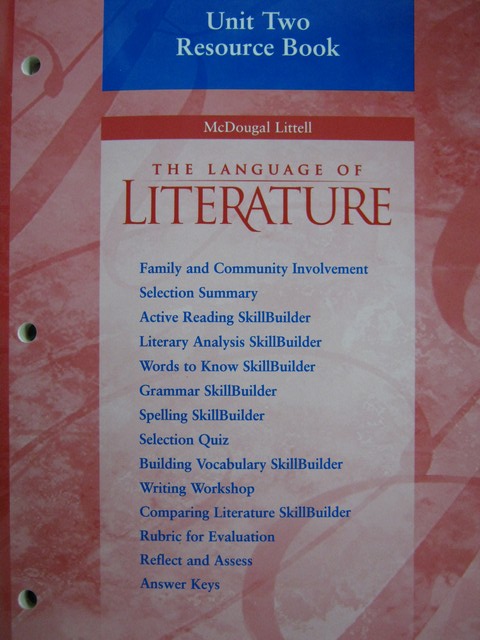 Unit Two
Resource Book
McDougal Littell
THE LANGUAGE OF
LITERATURE
Family and Community Involvement
Selection Summary
Active Reading SkillBuilder
Literary Analysis SkillBuilder
Words to Know SkillBuilder
Grammar SkillBuilder
Spelling SkillBuilder
Selection Quiz
Building Vocabulary SkillBuilder
Writing Workshop
Comparing Literature SkillBuilder
Rubric for Evaluation
Reflect and Assess
Answer Keys